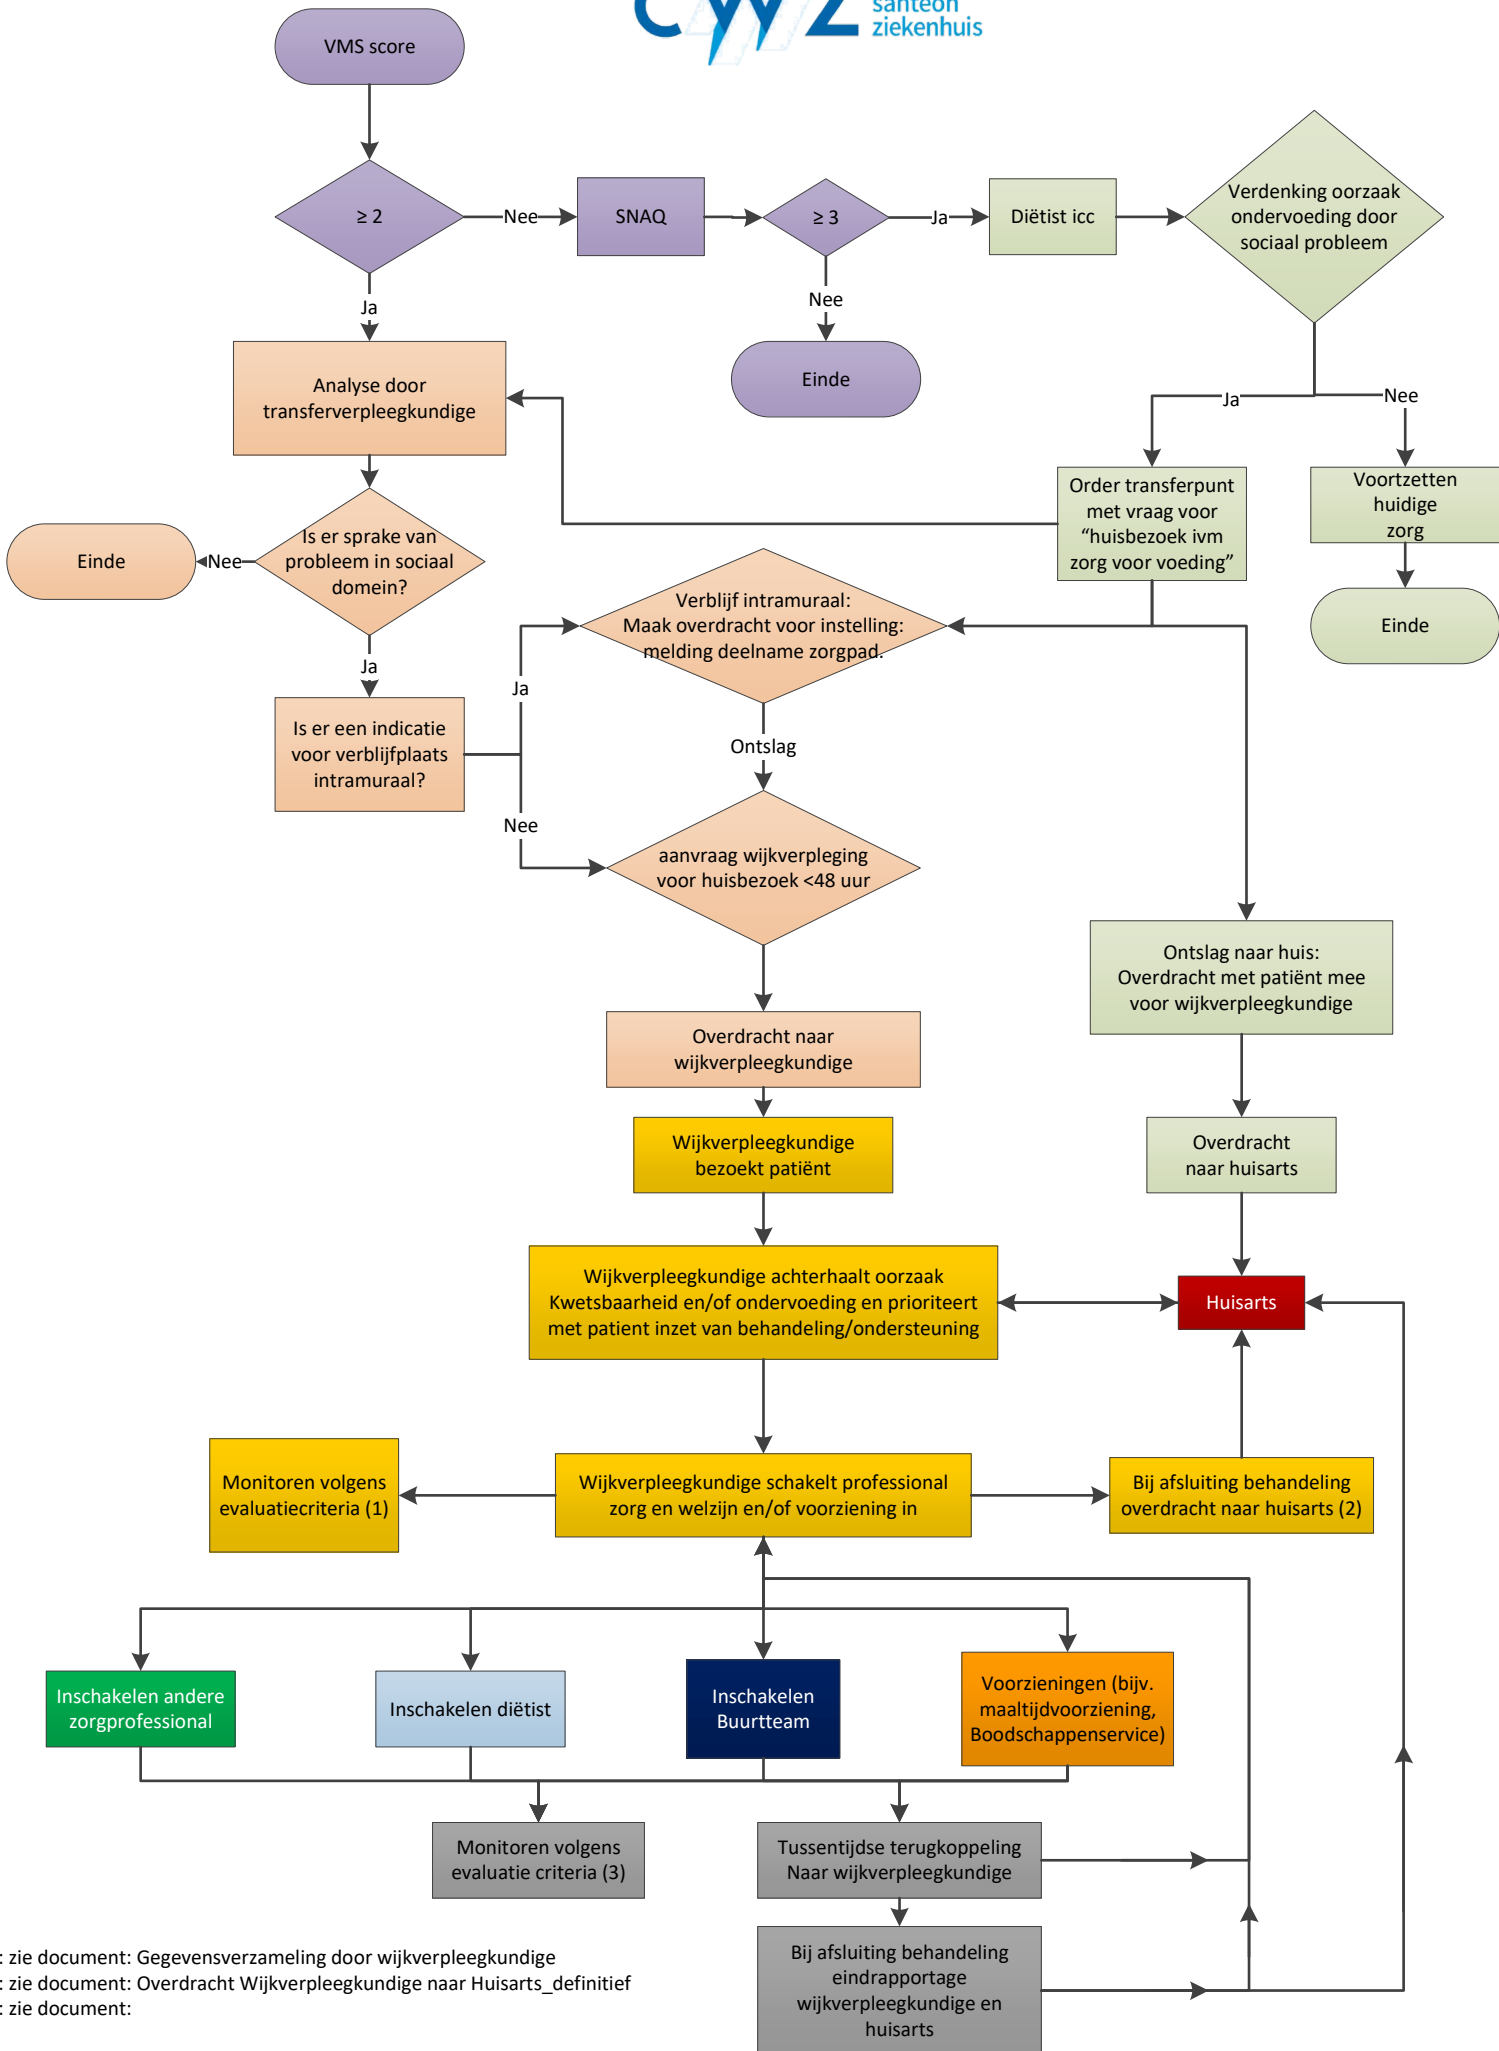 CWZ
santeon
ziekenhuis
VMS score
≥ 2
Nee
SNAQ
≥ 3
Ja
Diëtist icc
Verdenking oorzaak
ondervoeding door
sociaal probleem
Ja
Nee
Einde
Analyse door
transferverpleegkundige
Ja
Nee
Order transferpunt
met vraag voor
“huisbezoek ivm
zorg voor voeding”
Voortzetten
huidige
zorg
Einde
Einde
Nee
Is er sprake van
probleem in sociaal
domein?
Ja
Verblijf intramuraal:
Maak overdracht voor instelling:
melding deelname zorgpad.
Is er een indicatie
voor verblijfplaats
intramuraal?
Ja
Nee
Ontslag
aanvraag wijkverpleging
voor huisbezoek <48 uur
Ontslag naar huis:
Overdracht met patiënt mee
voor wijkverpleegkundige
Overdracht naar
wijkverpleegkundige
Wijkverpleegkundige
bezoekt patiënt
Overdracht
naar huisarts
Wijkverpleegkundige achterhaalt oorzaak
Kwetsbaarheid en/of ondervoeding en prioriteert
met patient inzet van behandeling/ondersteuning
Huisarts
Monitoren volgens
evaluatiecriteria (1)
Wijkverpleegkundige schakelt professional
zorg en welzijn en/of voorziening in
Bij afsluiting behandeling
overdracht naar huisarts (2)
Inschakelen andere
zorgprofessional
Inschakelen diëtist
Inschakelen
Buurtteam
Voorzieningen (bijv.
maaltijdvoorziening,
Boodschappenservice)
Monitoren volgens
evaluatie criteria (3)
Tussentijdse terugkoppeling
Naar wijkverpleegkundige
Bij afsluiting behandeling
eindrapportage
wijkverpleegkundige en
huisarts
: zie document: Gegevensverzameling door wijkverpleegkundige
: zie document: Overdracht Wijkverpleegkundige naar Huisarts_definitief
: zie document: